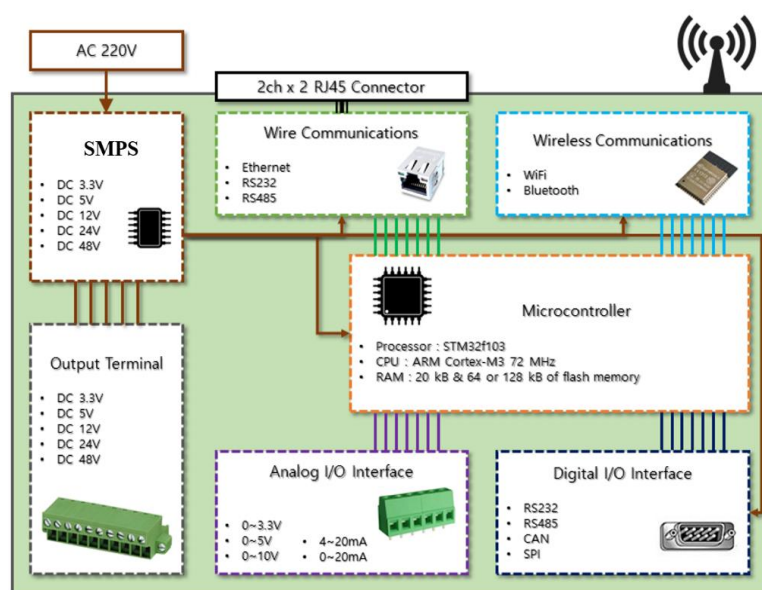 AC 220V
2ch x 2 RJ45 Connector
SMPS
• DC 3.3V
• DC 5V
• DC 12V
• DC 24V
• DC 48V
Wire Communications
• Ethernet
• RS232
• RS485
Wireless Communications
• WiFi
• Bluetooth
Microcontroller
• Processor : STM32f103
• CPU : ARM Cortex-M3 72 MHz
• RAM : 20 kB & 64 or 128 kB of flash memory
Output Terminal
• DC 3.3V
• DC 5V
• DC 12V
• DC 24V
• DC 48V
Analog I/O Interface
• 0~3.3V
• 0~5V
• 0~10V
• 4~20mA
• 0~20mA
Digital I/O Interface
• RS232
• RS485
• CAN
• SPI